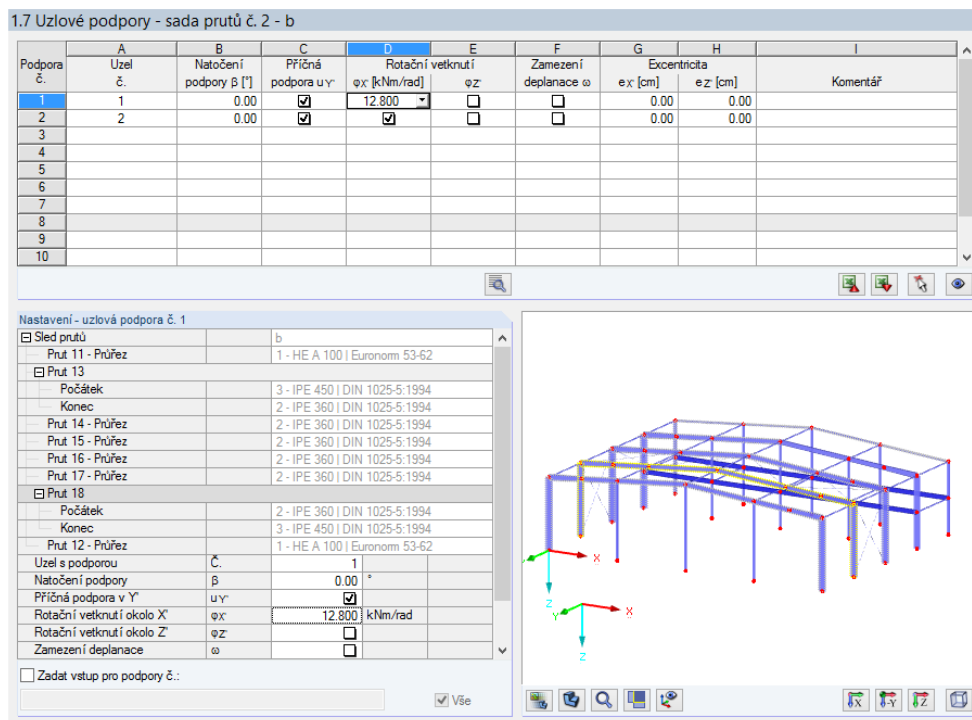 1.7 Uzlové podpory - sada prutů č. 2 - b
A B C D E F G H I
Podpora Uzel Natočení Příčná Rotační vetknutí Zamezení Excentricita
č. č. podpory β [°] podpora uY' φX' [kNm/rad] φZ' deplanace ω eX' [cm] eZ' [cm] Komentář
1 1 0.00 12.800 0.00 0.00
2 2 0.00 0.00 0.00
3
4
5
6
7
8
9
10
Nastavení - uzlová podpora č. 1
Sled prutů b
Prut 11 - Průřez 1 - HE A 100 | Euronorm 53-62
Prut 13
Počátek 3 - IPE 450 | DIN 1025-5:1994
Konec 2 - IPE 360 | DIN 1025-5:1994
Prut 14 - Průřez 2 - IPE 360 | DIN 1025-5:1994
Prut 15 - Průřez 2 - IPE 360 | DIN 1025-5:1994
Prut 16 - Průřez 2 - IPE 360 | DIN 1025-5:1994
Prut 17 - Průřez 2 - IPE 360 | DIN 1025-5:1994
Prut 18
Počátek 2 - IPE 360 | DIN 1025-5:1994
Konec 3 - IPE 450 | DIN 1025-5:1994
Prut 12 - Průřez 1 - HE A 100 | Euronorm 53-62
Uzel s podporou Č. 1
Natočení podpory β 0.00 °
Příčná podpora v Y' uY'
Rotační vetknutí okolo X' φX' 12.800 kNm/rad
Rotační vetknutí okolo Z' φZ'
Zamezení deplanace ω
Zadat vstup pro podpory č.:
Vše
X
Z
Y X
Z
X -Y Z